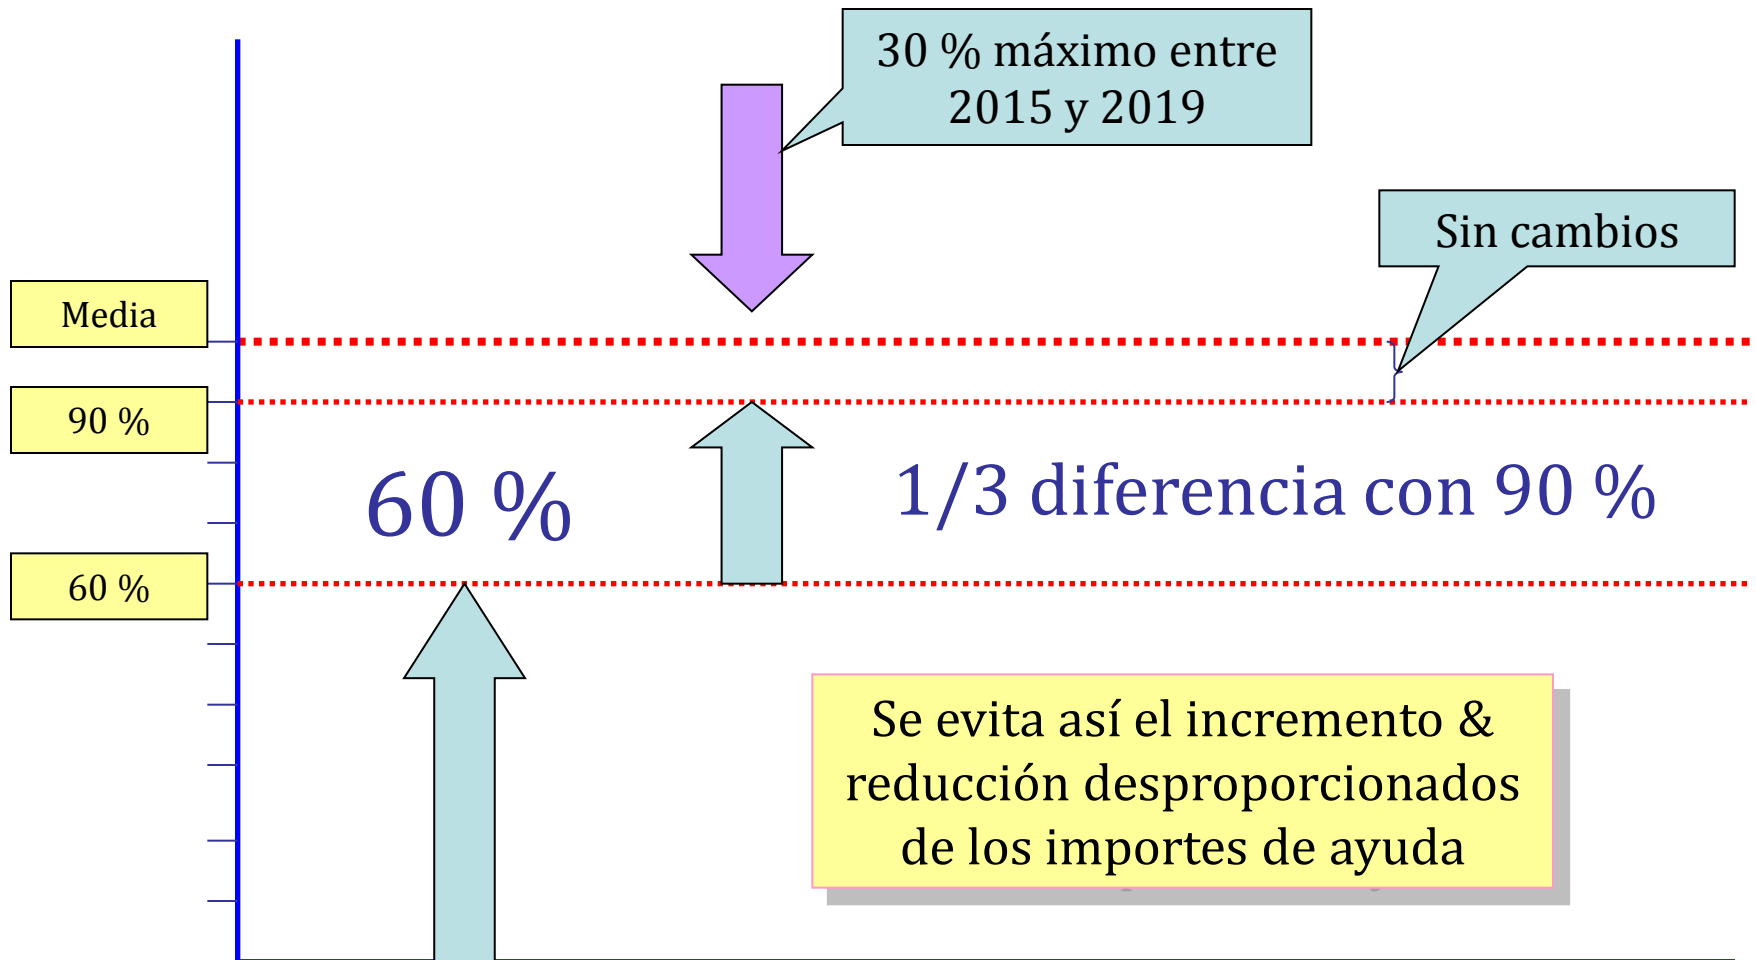 30 % máximo entre
2015 y 2019
Sin cambios
Media
90 %
60 %
1/3 diferencia con 90 %
60 %
Se evita así el incremento &
reducción desproporcionados
de los importes de ayuda